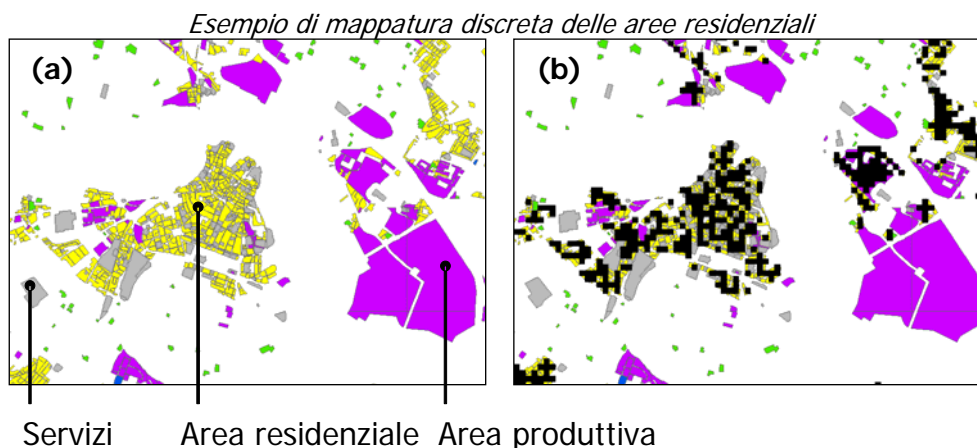 Esempio di mappatura discreta delle aree residenziali
(a)
(b)
Servizi
Area residenziale
Area produttiva